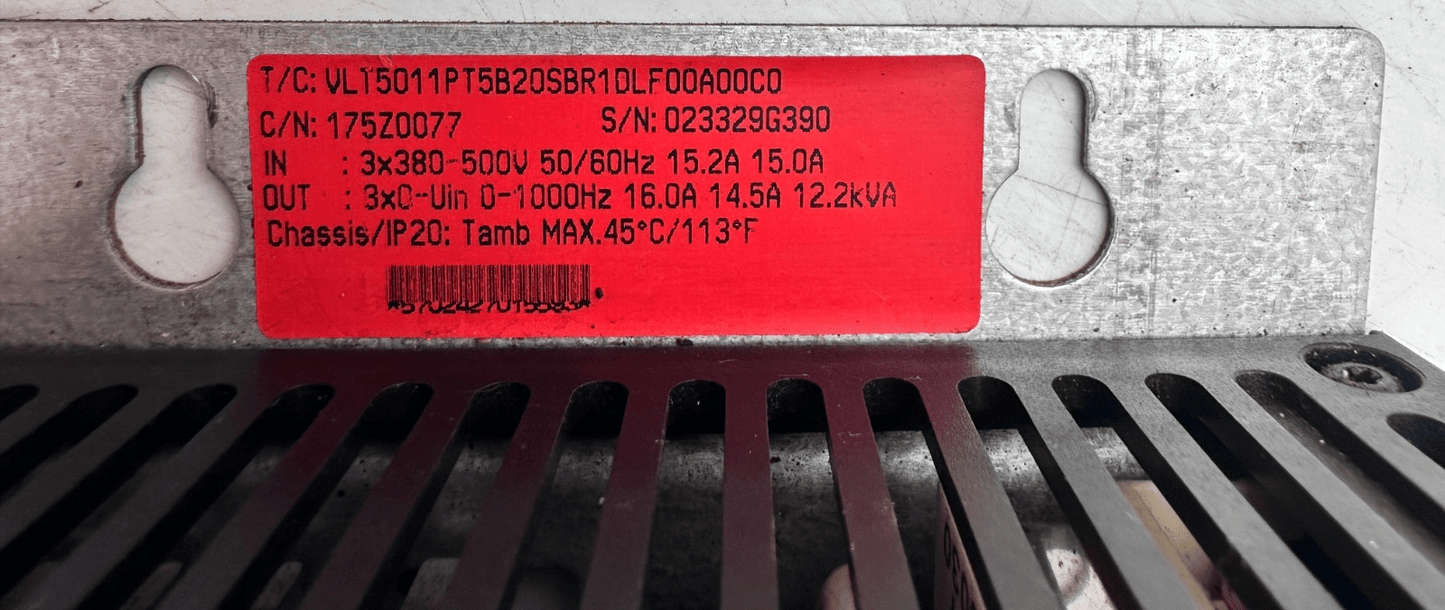 T/C: VLT5011PT5B20SBR1DLF00A00C0
C/N: 175Z0077 S/N: 023329G390
IN : 3x380-500V 50/60Hz 15.2A 15.0A
OUT : 3x0-Uin 0-1000Hz 16.0A 14.5A 12.2kVA
Chassis/IP20: Tamb MAX.45°C/113°F